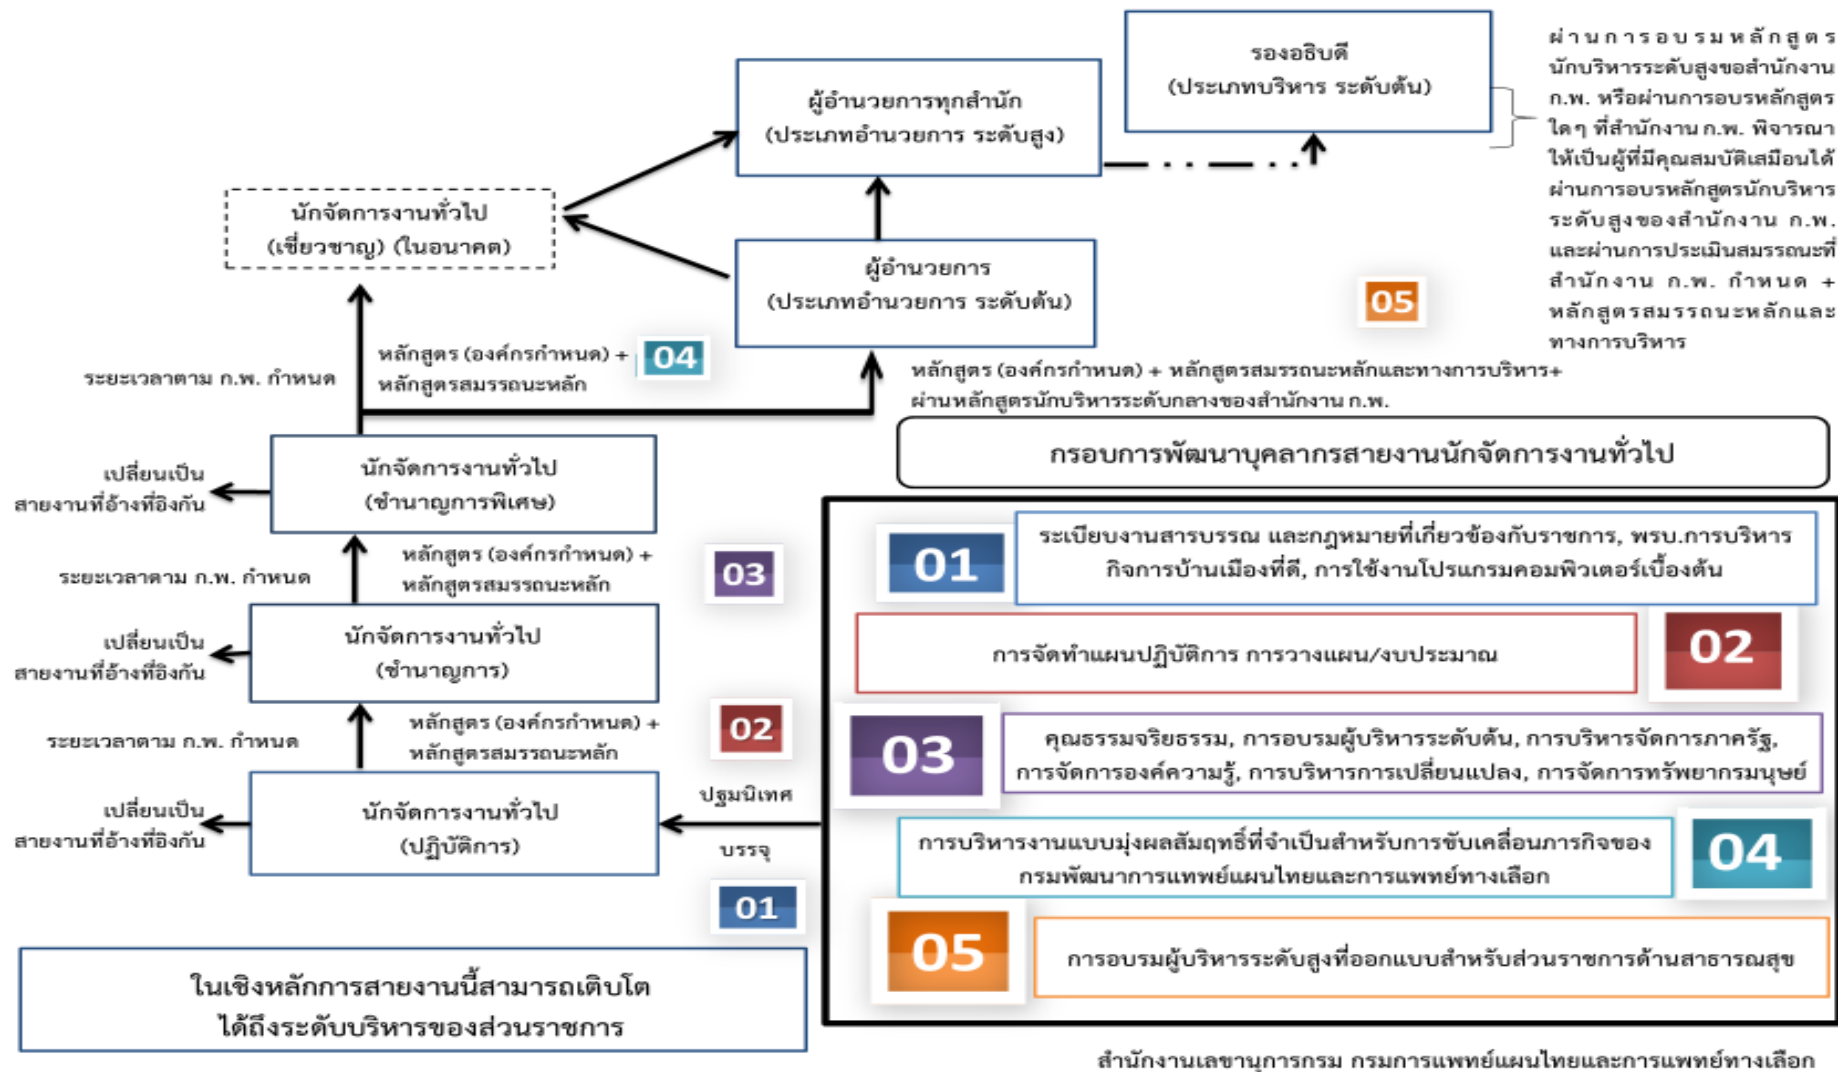 รองอธิบดี
(ประเภทบริหาร ระดับต้น)
ผ่านการอบรมหลักสูตร
นักบริหารระดับสูงขอสำนักงาน
ก.พ. หรือผ่านการอบรหลักสูตร
ใดๆ ที่สำนักงาน ก.พ. พิจารณา
ให้เป็นผู้ที่มีคุณสมบัติเสมือนได้
ผ่านการอบรหลักสูตรนักบริหาร
ระดับสูงของสำนักงาน ก.พ.
และผ่านการประเมินสมรรถนะที่
สำนักงาน ก.พ. กำหนด +
หลักสูตรสมรรถนะหลักและ
ทางการบริหาร
ผู้อำนวยการทุกสำนัก
(ประเภทอำนวยการ ระดับสูง)
นักจัดการงานทั่วไป
(เชี่ยวชาญ) (ในอนาคต)
ผู้อำนวยการ
(ประเภทอำนวยการ ระดับต้น)
05
ระยะเวลาตาม ก.พ. กำหนด
หลักสูตร (องค์กรกำหนด) +
หลักสูตรสมรรถนะหลัก
04
หลักสูตร (องค์กรกำหนด) + หลักสูตรสมรรถนะหลักและทางการบริหาร+
ผ่านหลักสูตรนักบริหารระดับกลางของสำนักงาน ก.พ.
เปลี่ยนเป็น
สายงานที่อ้างที่อิงกัน
นักจัดการงานทั่วไป
(ชำนาญการพิเศษ)
ระยะเวลาตาม ก.พ. กำหนด
หลักสูตร (องค์กรกำหนด) +
หลักสูตรสมรรถนะหลัก
03
เปลี่ยนเป็น
สายงานที่อ้างที่อิงกัน
นักจัดการงานทั่วไป
(ชำนาญการ)
ระยะเวลาตาม ก.พ. กำหนด
หลักสูตร (องค์กรกำหนด) +
หลักสูตรสมรรถนะหลัก
02
เปลี่ยนเป็น
สายงานที่อ้างที่อิงกัน
นักจัดการงานทั่วไป
(ปฏิบัติการ)
ปฐมนิเทศ
บรรจุ
01
กรอบการพัฒนาบุคลากรสายงานนักจัดการงานทั่วไป
01
ระเบียบงานสารบรรณ และกฎหมายที่เกี่ยวข้องกับราชการ, พรบ.การบริหาร
กิจการบ้านเมืองที่ดี, การใช้งานโปรแกรมคอมพิวเตอร์เบื้องต้น
การจัดทำแผนปฏิบัติการ การวางแผน/งบประมาณ
02
03
คุณธรรมจริยธรรม, การอบรมผู้บริหารระดับต้น, การบริหารจัดการภาครัฐ,
การจัดการองค์ความรู้, การบริหารการเปลี่ยนแปลง, การจัดการทรัพยากรมนุษย์
การบริหารงานแบบมุ่งผลสัมฤทธิ์ที่จำเป็นสำหรับการขับเคลื่อนภารกิจของ
กรมพัฒนาการแทพย์แผนไทยและการแพทย์ทางเลือก
04
05
การอบรมผู้บริหารระดับสูงที่ออกแบบสำหรับส่วนราชการด้านสาธารณสุข
ในเชิงหลักการสายงานนี้สามารถเติบโต
ได้ถึงระดับบริหารของส่วนราชการ
สำนักงานเลขานุการกรม กรมการแพทย์แผนไทยและการแพทย์ทางเลือก